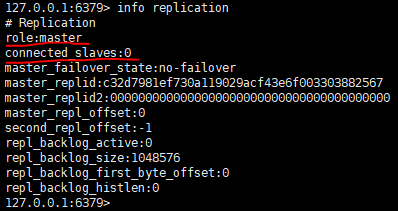 127.0.0.1:6379> info replication
# Replication
role:master
connected_slaves:0
master_failover_state:no-failover
master_replid:c32d7981ef730a119029acf43e6f003303882567
master_replid2:0000000000000000000000000000000000000000
master_repl_offset:0
second_repl_offset:-1
repl_backlog_active:0
repl_backlog_size:1048576
repl_backlog_first_byte_offset:0
repl_backlog_histlen:0
127.0.0.1:6379>